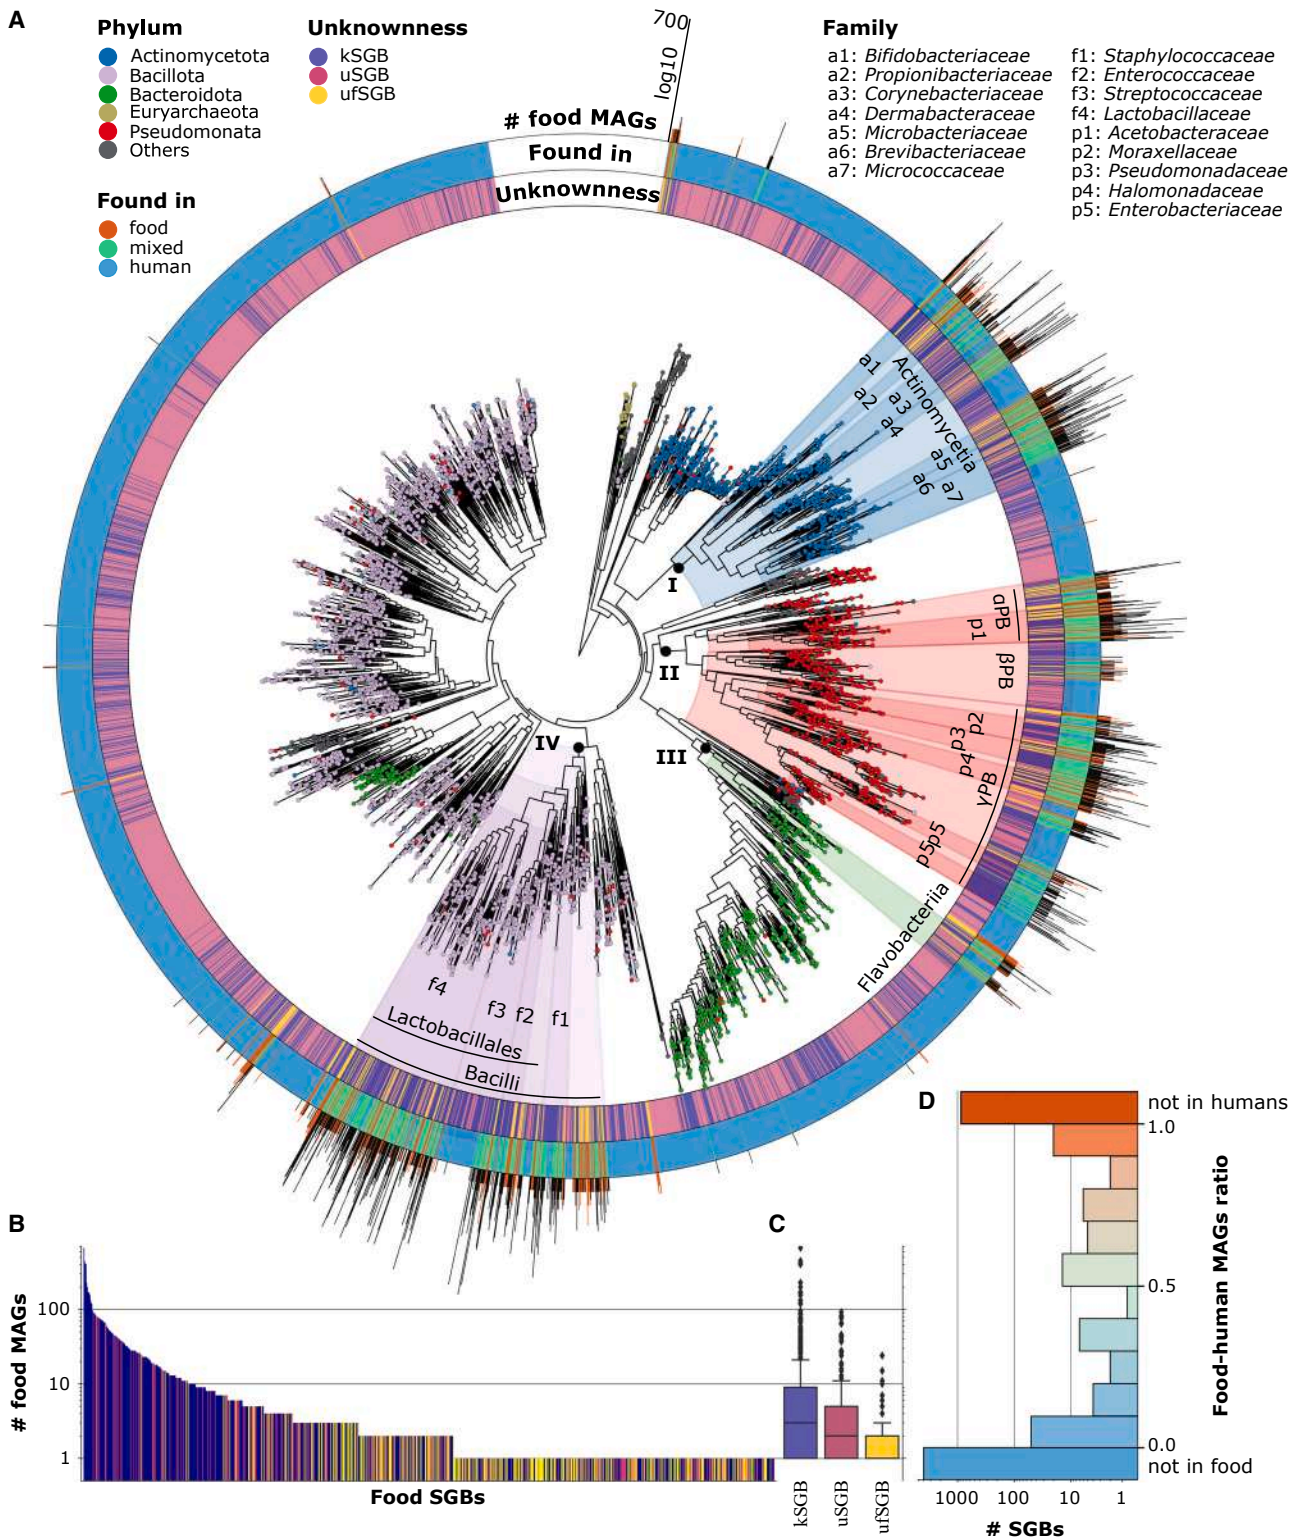 A
Phylum
Actinomycetota
Bacillota
Bacteroidota
Euryarchaeota
Pseudomonata
Others
Unknownness
kSGB
uSGB
ufSGB
Found in
food
mixed
human
700
log10
# food MAGs
Found in
Unknownness
Family
a1: Bifidobacteriaceae
a2: Propionibacteriaceae
a3: Corynebacteriaceae
a4: Dermabacteraceae
a5: Microbacteriaceae
a6: Brevibacteriaceae
a7: Micrococcaceae
f1: Staphylococcaceae
f2: Enterococcaceae
f3: Streptococcaceae
f4: Lactobacillaceae
p1: Acetobacteraceae
p2: Moraxellaceae
p3: Pseudomonadaceae
p4: Halomonadaceae
p5: Enterobacteriaceae
Actinomycetia
a1
a2
a3
a4
a5
a6
a7
I
αPB
p1
II
βPB
p2
p3
p4
γPB
p5
p5
III
Flavobacteriia
IV
f4
f3
f2
f1
Lactobacillales
Bacilli
B
# food MAGs
100
10
1
Food SGBs
C
kSGB
uSGB
ufSGB
D
not in humans
1.0
0.5
0.0
not in food
Food-human MAGs ratio
1000
100
10
1
# SGBs